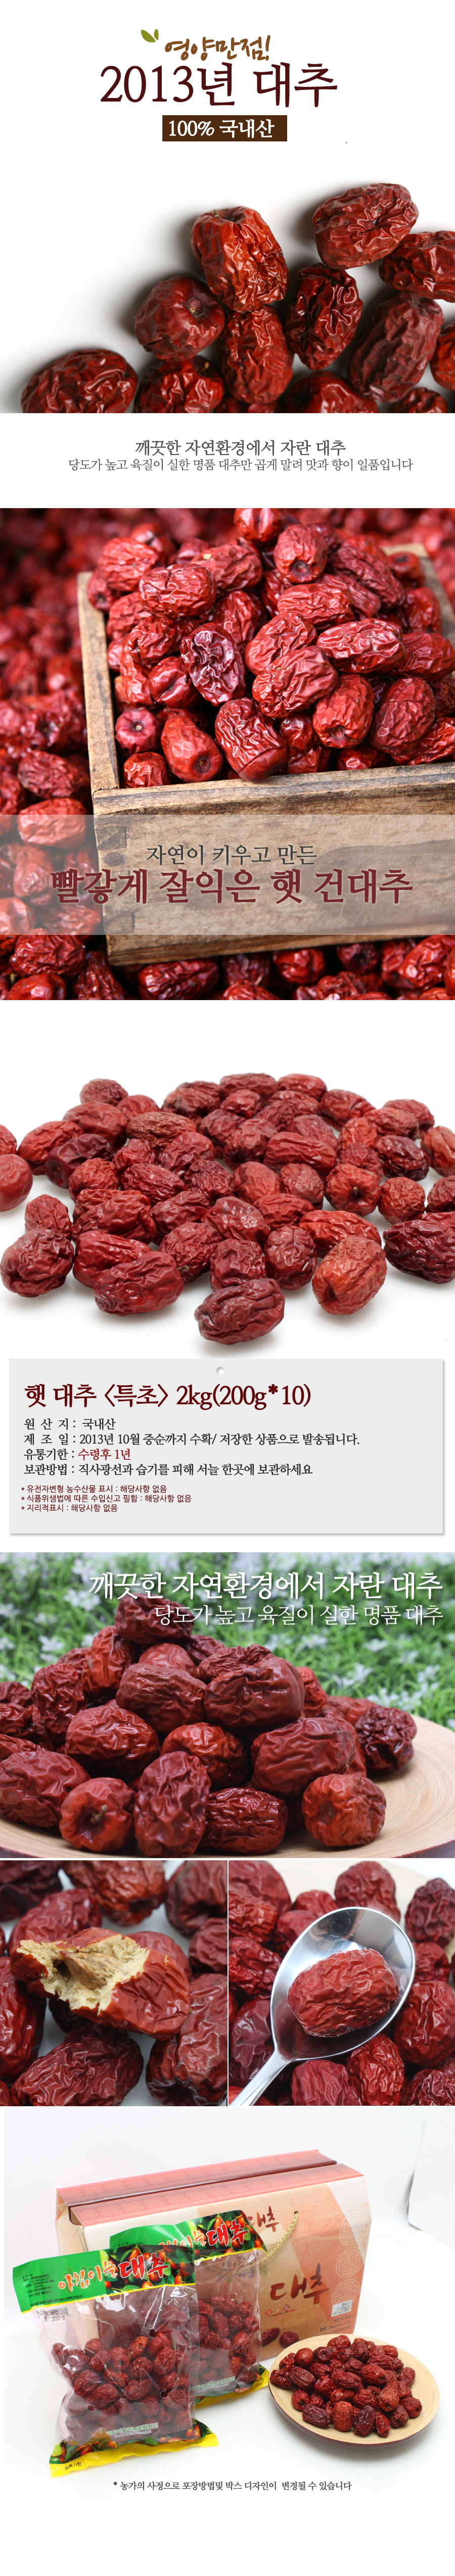 영양만점!
2013년 대추
100% 국내산
깨끗한 자연환경에서 자란 대추
당도가 높고 육질이 실한 명품 대추만 곱게 말려 맛과 향이 일품입니다
자연이 키우고 만든
빨갛게 잘익은 햇 건대추
햇 대추 <특초> 2kg(200g*10)
원 산 지 : 국내산
제 조 일 : 2013년 10월 중순까지 수확/ 저장한 상품으로 발송됩니다.
유통기한 : 수령후 1년
보관방법 : 직사광선과 습기를 피해 서늘 한곳에 보관하세요
* 유전자변형 농수산물 표시 : 해당사항 없음
* 식품위생법에 따른 수입신고 필함 : 해당사항 없음
* 지리적표시 : 해당사항 없음
깨끗한 자연환경에서 자란 대추
당도가 높고 육질이 실한 명품 대추
대추
대추
아침이슬대추
* 농가의 사정으로 포장방법및 박스 디자인이 변경될 수 있습니다